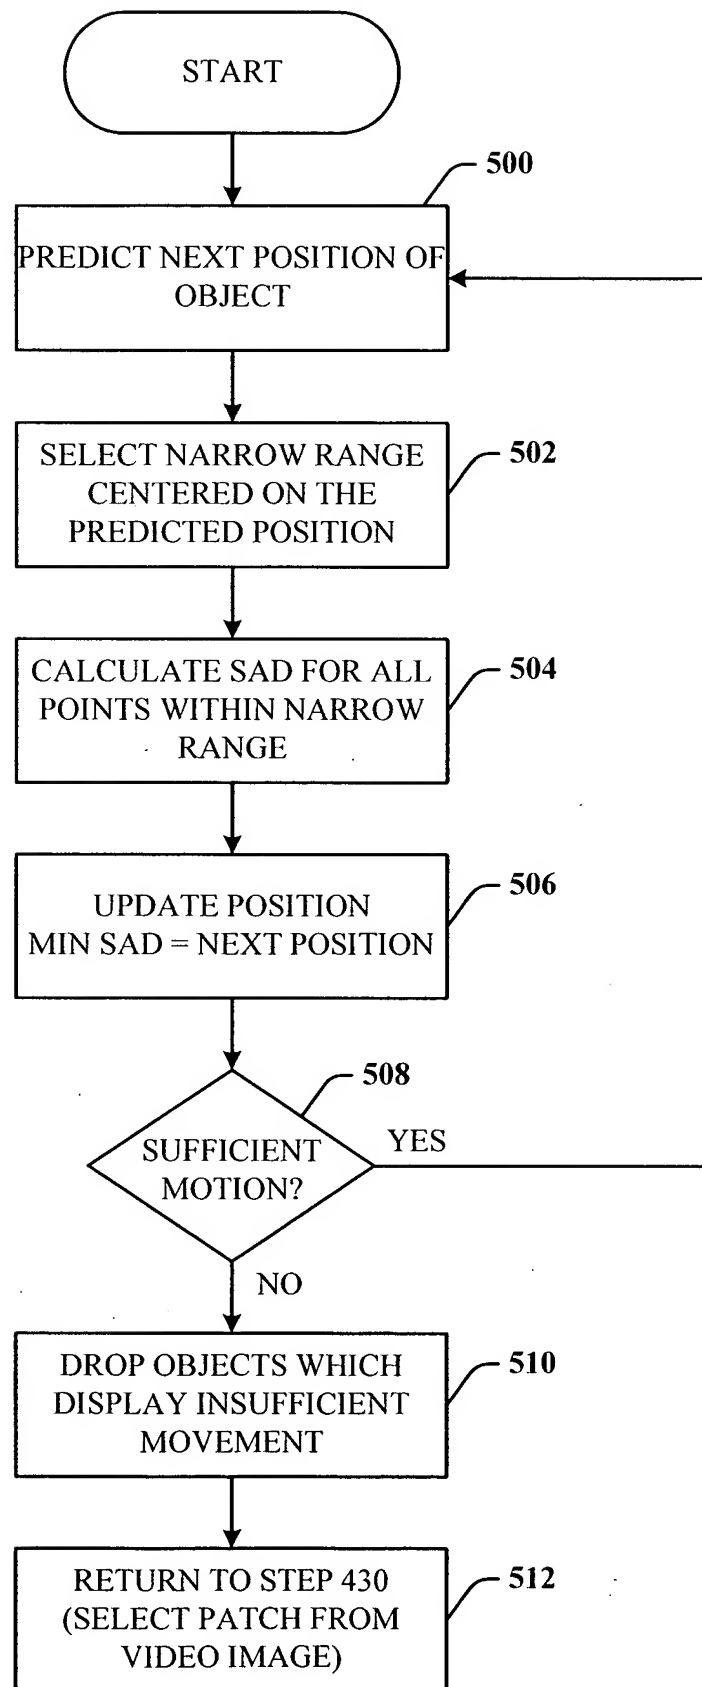 START
500
PREDICT NEXT POSITION OF
OBJECT
SELECT NARROW RANGE
CENTERED ON THE
PREDICTED POSITION
502
CALCULATE SAD FOR ALL
POINTS WITHIN NARROW
RANGE
504
UPDATE POSITION
MIN SAD = NEXT POSITION
506
508
SUFFICIENT
MOTION?
YES
NO
DROP OBJECTS WHICH
DISPLAY INSUFFICIENT
MOVEMENT
510
RETURN TO STEP 430
(SELECT PATCH FROM
VIDEO IMAGE)
512